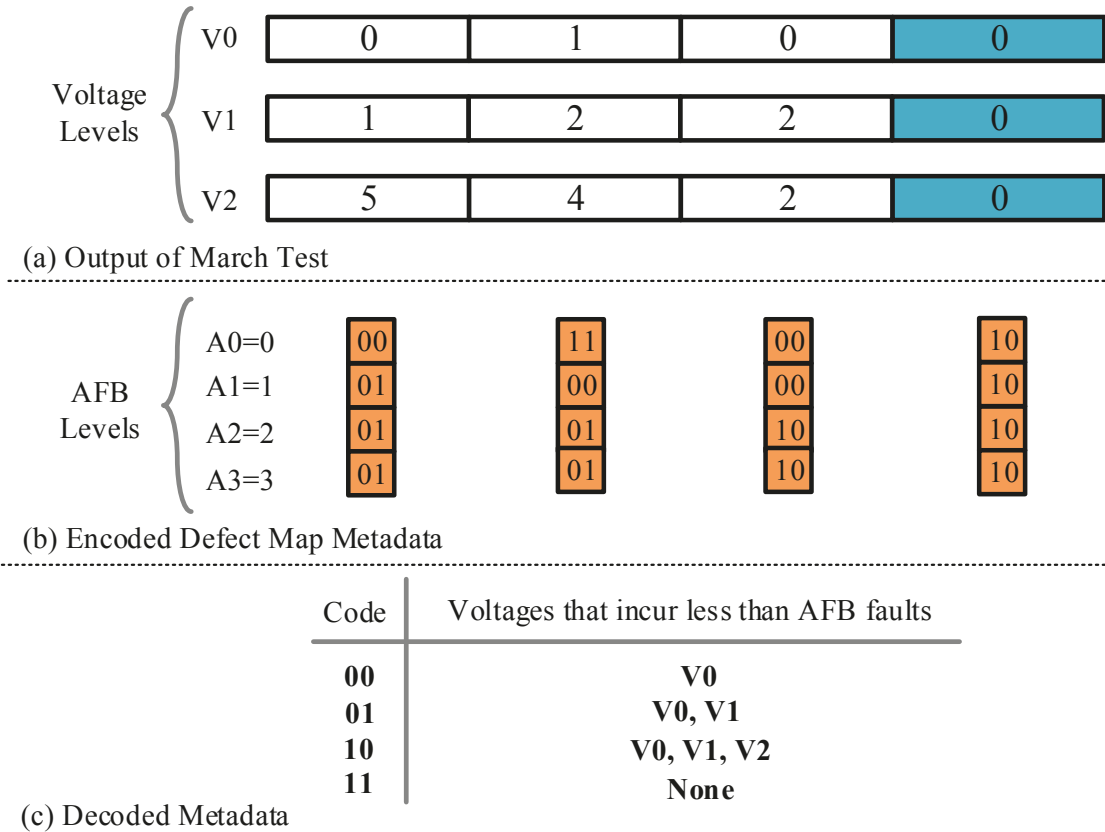 V0 0 1 0 0
Voltage
Levels
V1 1 2 2 0
V2 5 4 2 0
(a) Output of March Test
AFB
Levels
A0=0 00 11 00 10
A1=1 01 00 00 10
A2=2 01 01 10 10
A3=3 01 01 10 10
(b) Encoded Defect Map Metadata
Code Voltages that incur less than AFB faults
00 V0
01 V0, V1
10 V0, V1, V2
11 None
(c) Decoded Metadata